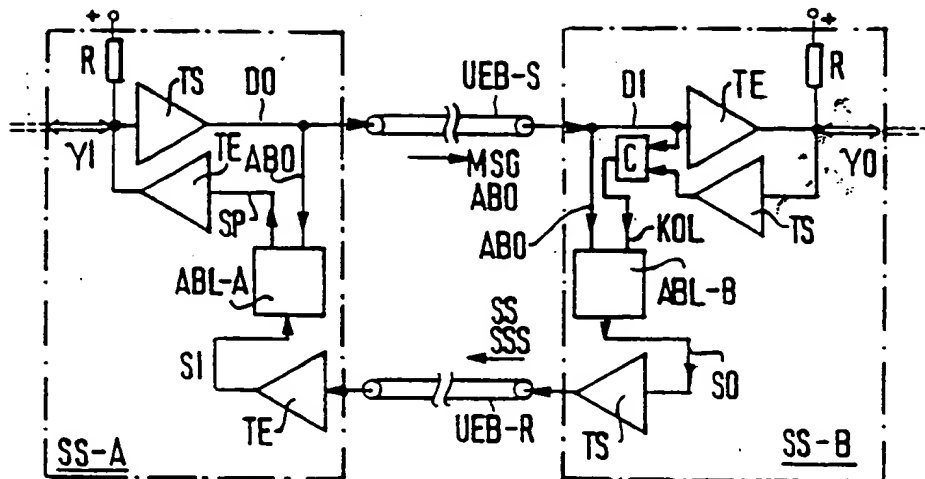 +
+
R
TS
DO
UEB-S
DI
TE
R
YI
TE
ABO
MSG
ABO
C
YO
SP
ABO
KOL
TS
ABL-A
ABL-B
SS
SSS
SI
SO
TE
UEB-R
TS
SS-A
SS-B